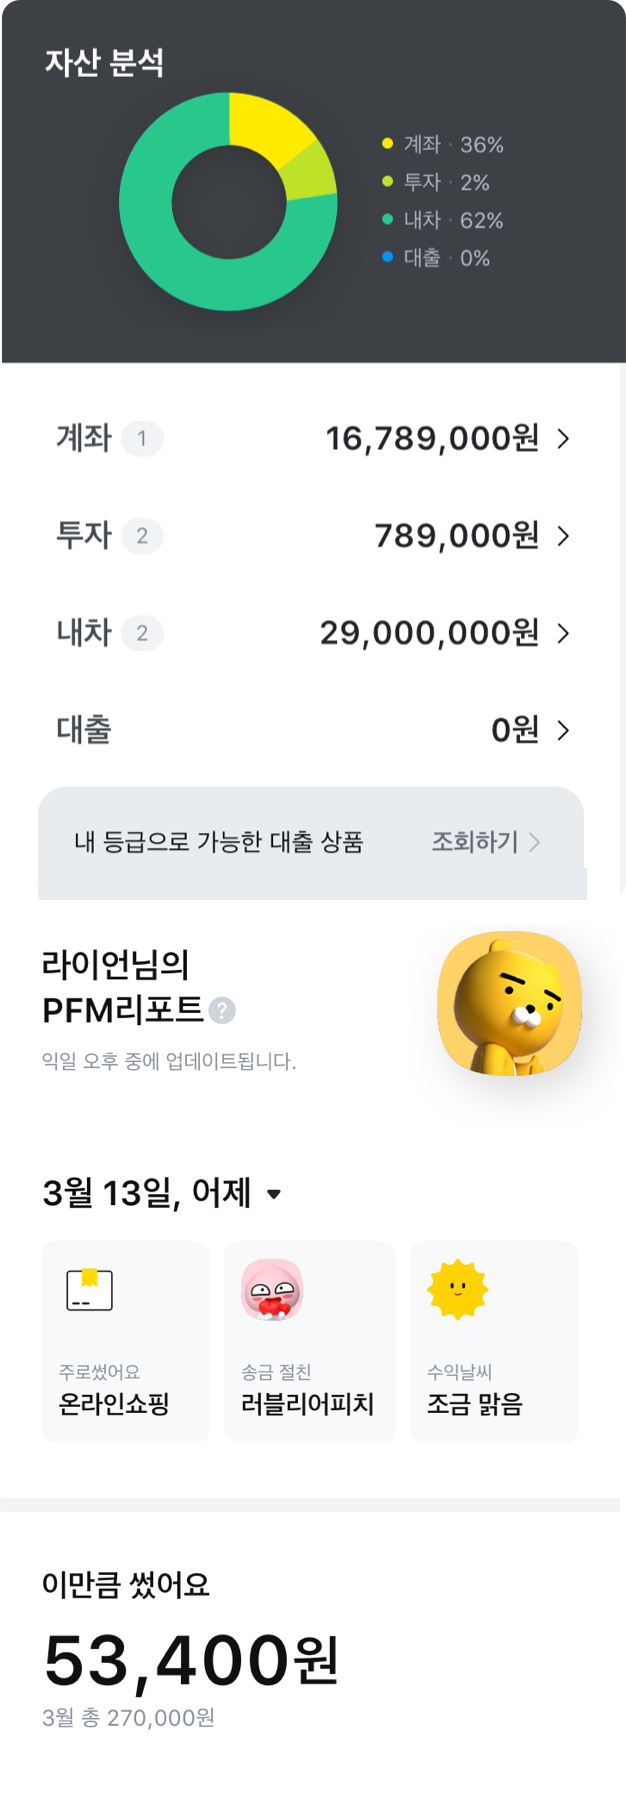 자산 분석
계좌 · 36%
투자 · 2%
내차 · 62%
대출 · 0%
계좌 1 16,789,000원 >
투자 2 789,000원 >
내차 2 29,000,000원 >
대출 0원 >
내 등급으로 가능한 대출 상품 조회하기 >
라이언님의
PFM리포트 ?
익일 오후 중에 업데이트됩니다.
3월 13일, 어제
주로썼어요
온라인쇼핑
송금 절친
러블리어피치
수익날씨
조금 맑음
이만큼 썼어요
53,400원
3월 총 270,000원